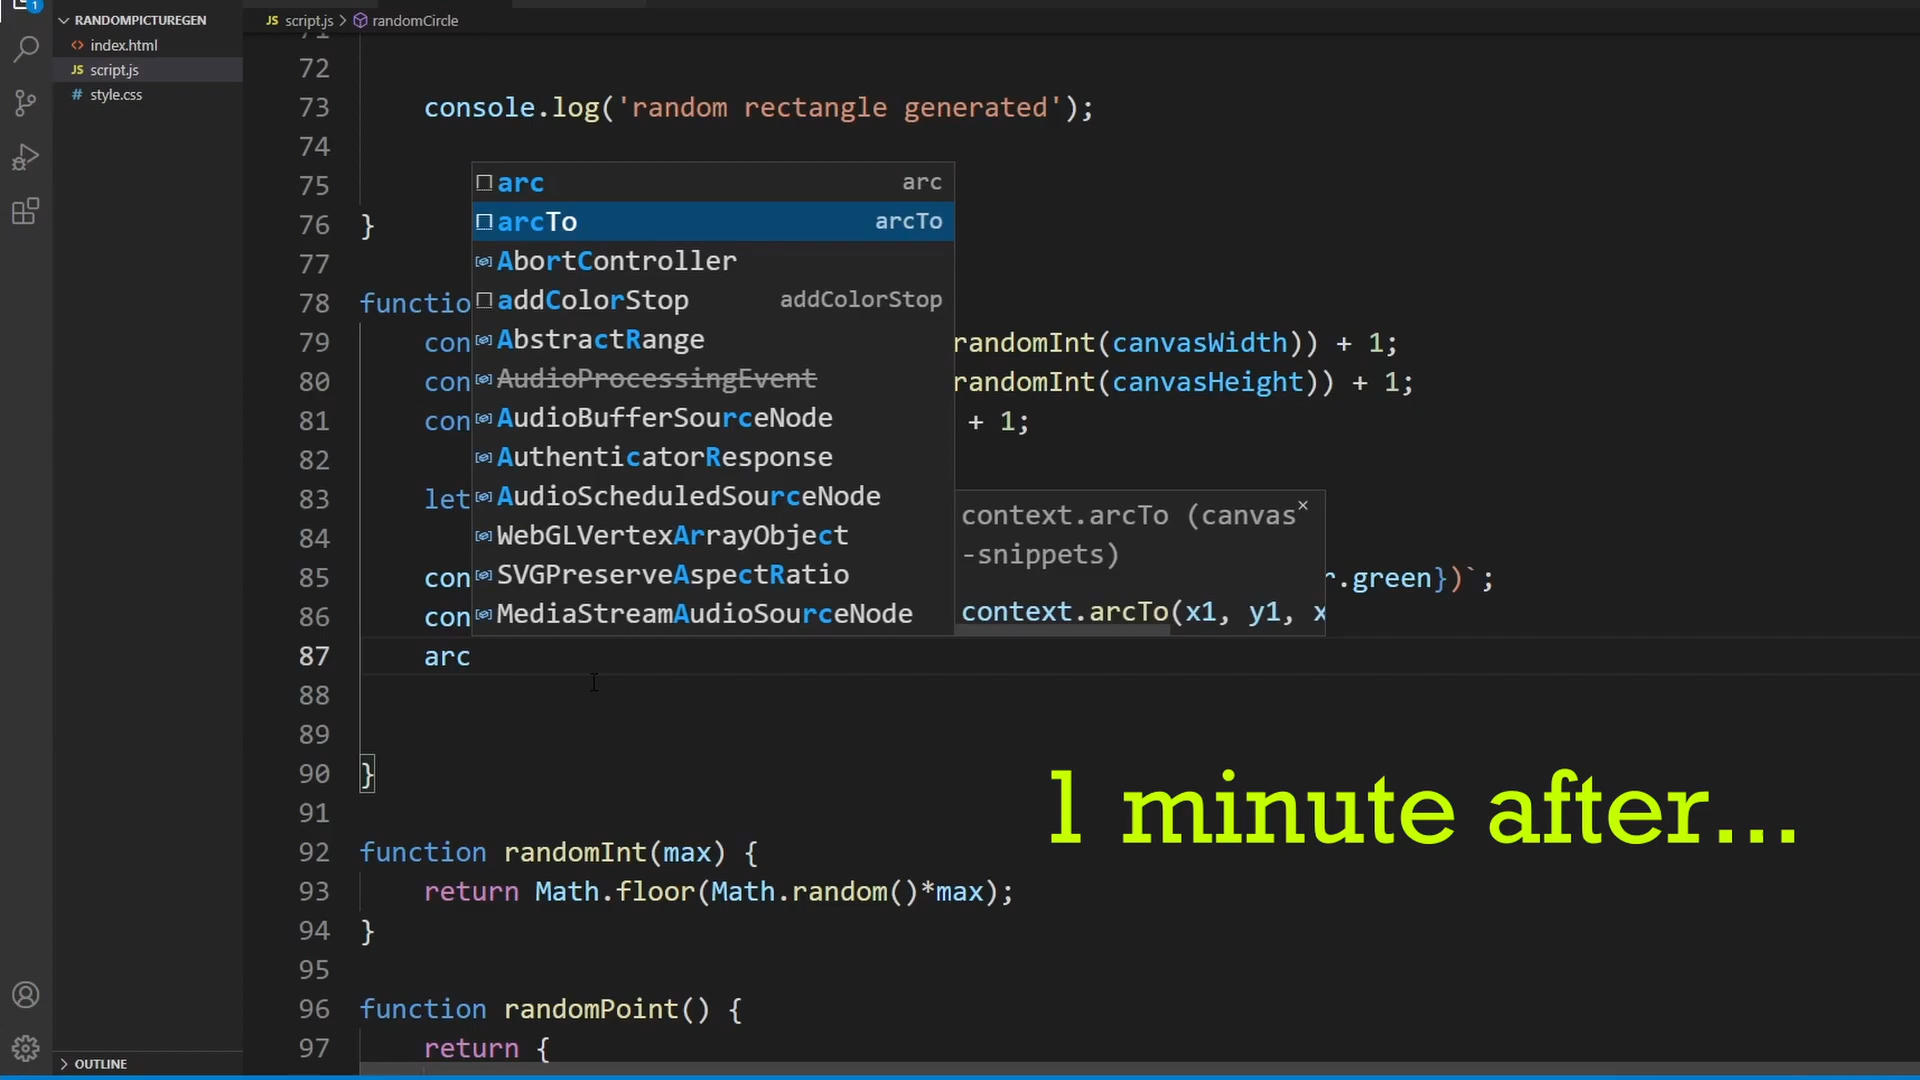 1
RANDOMPICTUREGEN
index.html
JS script.js
# style.css
OUTLINE
JS script.js > randomCircle
71
72
73 console.log('random rectangle generated');
74
75
76 }
77
78 functio
79 con randomInt(canvasWidth)) + 1;
80 con randomInt(canvasHeight)) + 1;
81 con + 1;
82
83 let
84
85 con r.green})`;
86 con
87 arc
88
89
90 }
91
92 function randomInt(max) {
93 return Math.floor(Math.random()*max);
94 }
95
96 function randomPoint() {
97 return {
arc arc
arcTo arcTo
AbortController
addColorStop addColorStop
AbstractRange
AudioProcessingEvent
AudioBufferSourceNode
AuthenticatorResponse
AudioScheduledSourceNode
WebGLVertexArrayObject
SVGPreserveAspectRatio
MediaStreamAudioSourceNode
context.arcTo (canvas
-snippets)
context.arcTo(x1, y1, x
1 minute after...